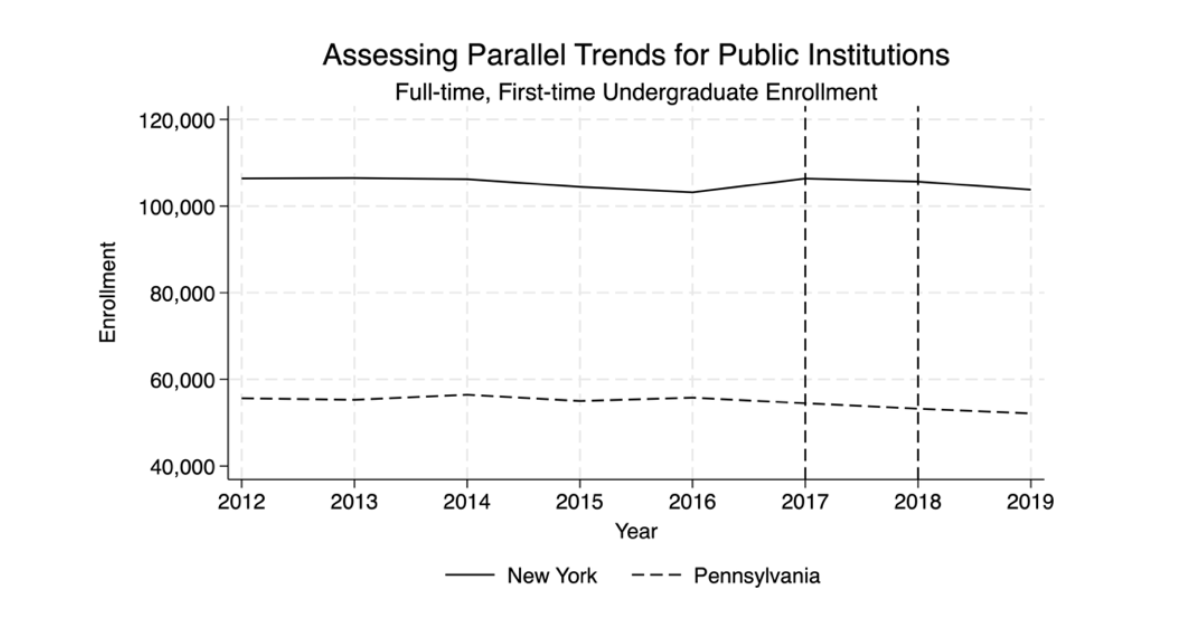 Assessing Parallel Trends for Public Institutions
Full-time, First-time Undergraduate Enrollment
120,000
100,000
80,000
60,000
40,000
Enrollment
2012 2013 2014 2015 2016 2017 2018 2019
Year
New York Pennsylvania